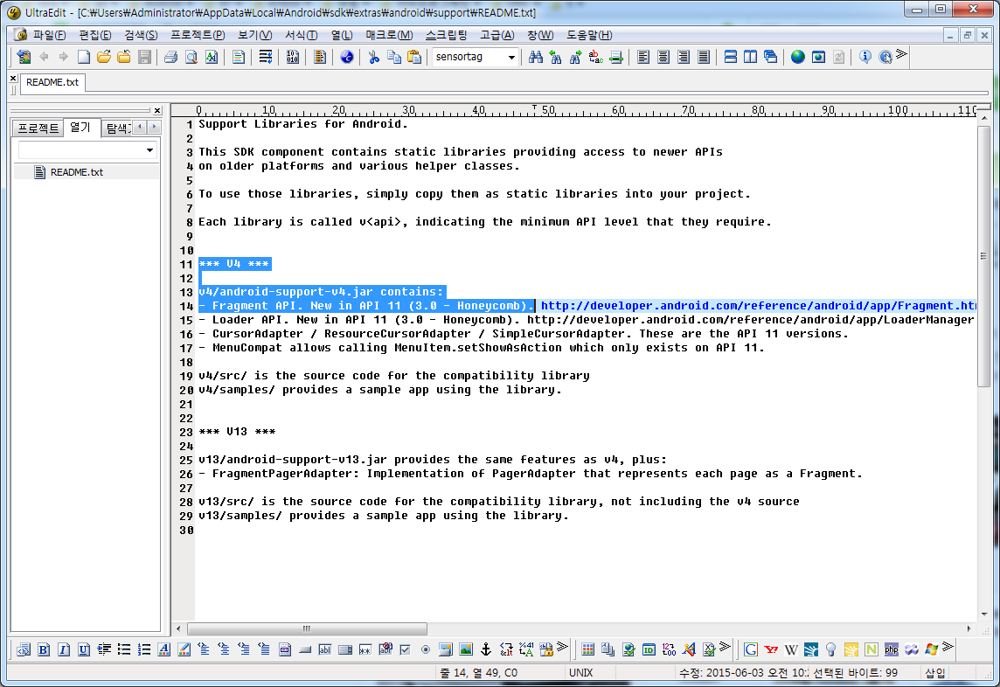 UltraEdit - [C:₩Users₩Administrator₩AppData₩Local₩Android₩sdk₩extras₩android₩support₩README.txt]
파일(F) 편집(E) 검색(S) 프로젝트(P) 보기(V) 서식(T) 열(L) 매크로(M) 스크립팅 고급(A) 창(W) 도움말(H)
sensortag
README.txt
프로젝트 열기 탐색
README.txt
0 10 20 30 40 50 60 70 80 90 100 110
1 Support Libraries for Android.
2
3 This SDK component contains static libraries providing access to newer APIs
4 on older platforms and various helper classes.
5
6 To use those libraries, simply copy them as static libraries into your project.
7
8 Each library is called v<api>, indicating the minimum API level that they require.
9
10
11 *** V4 ***
12
13 v4/android-support-v4.jar contains:
14 - Fragment API. New in API 11 (3.0 - Honeycomb). http://developer.android.com/reference/android/app/Fragment.htm
15 - Loader API. New in API 11 (3.0 - Honeycomb). http://developer.android.com/reference/android/app/LoaderManager
16 - CursorAdapter / ResourceCursorAdapter / SimpleCursorAdapter. These are the API 11 versions.
17 - MenuCompat allows calling MenuItem.setShowAsAction which only exists on API 11.
18
19 v4/src/ is the source code for the compatibility library
20 v4/samples/ provides a sample app using the library.
21
22
23 *** V13 ***
24
25 v13/android-support-v13.jar provides the same features as v4, plus:
26 - FragmentPagerAdapter: Implementation of PagerAdapter that represents each page as a Fragment.
27
28 v13/src/ is the source code for the compatibility library, not including the v4 source
29 v13/samples/ provides a sample app using the library.
30
줄 14, 열 49, C0 UNIX 수정: 2015-06-03 오전 10:2 선택된 바이트: 99 삽입